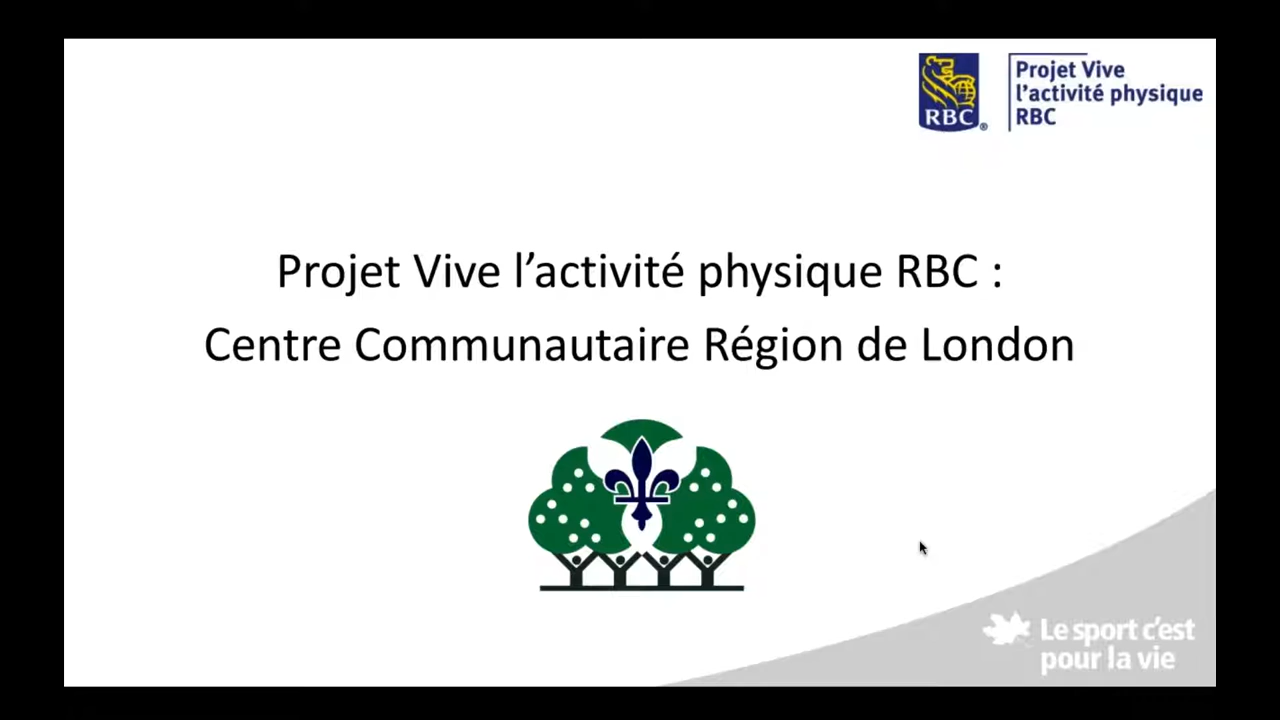 RBC®
Projet Vive
l'activité physique
RBC
Projet Vive l’activité physique RBC :
Centre Communautaire Région de London
Le sport c'est
pour la vie